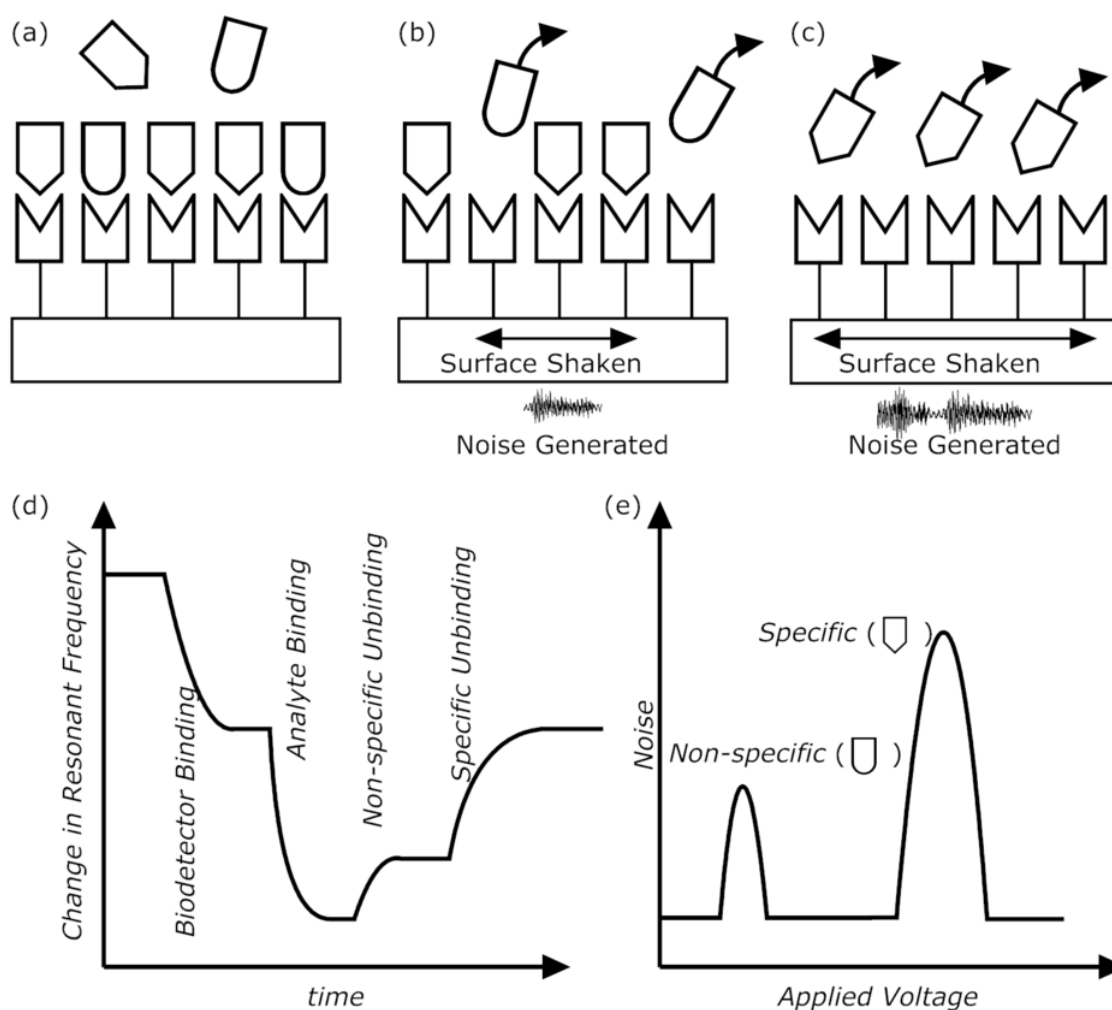 (a)
(b)
(c)
Surface Shaken
Noise Generated
Surface Shaken
Noise Generated
(d)
Change in Resonant Frequency
Biodetector Binding
Analyte Binding
Non-specific Unbinding
Specific Unbinding
time
(e)
Noise
Specific ( )
Non-specific ( )
Applied Voltage